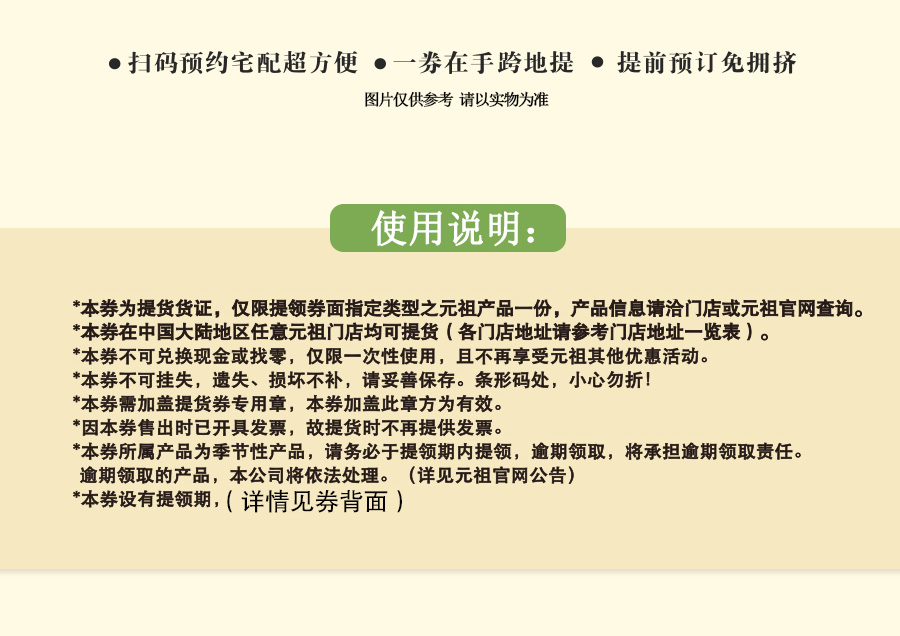 ●扫码预约宅配超方便 ●一券在手跨地提 ● 提前预订免拥挤
图片仅供参考 请以实物为准
使用说明：
*本券为提货货证，仅限提领券面指定类型之元祖产品一份，产品信息请洽门店或元祖官网查询。
*本券在中国大陆地区任意元祖门店均可提货（各门店地址请参考门店地址一览表）。
*本券不可兑换现金或找零，仅限一次性使用，且不再享受元祖其他优惠活动。
*本券不可挂失，遗失、损坏不补，请妥善保存。条形码处，小心勿折！
*本券需加盖提货券专用章，本券加盖此章方为有效。
*因本券售出时已开具发票，故提货时不再提供发票。
*本券所属产品为季节性产品，请务必于提领期内提领，逾期领取，将承担逾期领取责任。
逾期领取的产品，本公司将依法处理。（详见元祖官网公告）
*本券设有提领期，（详情见券背面）